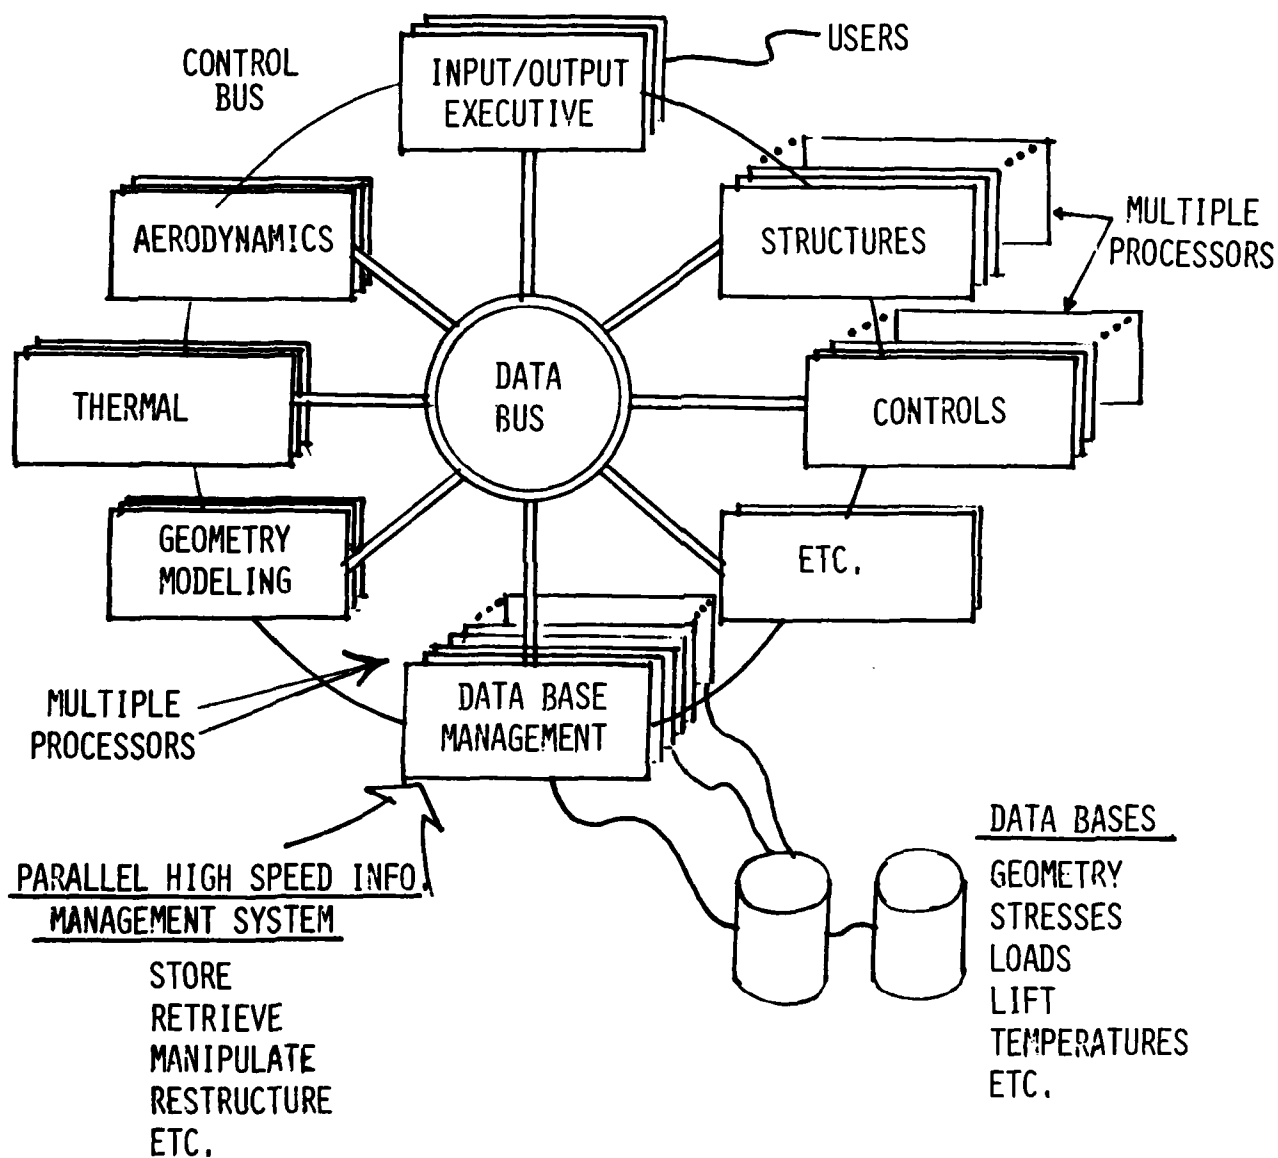 USERS
CONTROL
BUS
INPUT/OUTPUT
EXECUTIVE
AERODYNAMICS
STRUCTURES
MULTIPLE
PROCESSORS
THERMAL
DATA
BUS
CONTROLS
GEOMETRY
MODELING
ETC.
MULTIPLE
PROCESSORS
DATA BASE
MANAGEMENT
PARALLEL HIGH SPEED INFO.
MANAGEMENT SYSTEM
STORE
RETRIEVE
MANIPULATE
RESTRUCTURE
ETC.
DATA BASES
GEOMETRY
STRESSES
LOADS
LIFT
TEMPERATURES
ETC.